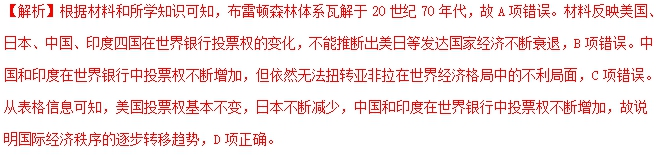 【解析】根据材料和所学知识可知，布雷顿森林体系瓦解于 20 世纪 70 年代，故 A 项错误。材料反映美国、
日本、中国、印度四国在世界银行投票权的变化，不能推断出美日等发达国家经济不断衰退，B 项错误。中
国和印度在世界银行中投票权不断增加，但依然无法扭转亚非拉在世界经济格局中的不利局面，C 项错误。
从表格信息可知，美国投票权基本不变，日本不断减少，中国和印度在世界银行中投票权不断增加，故说
明国际经济秩序的逐步转移趋势，D 项正确。